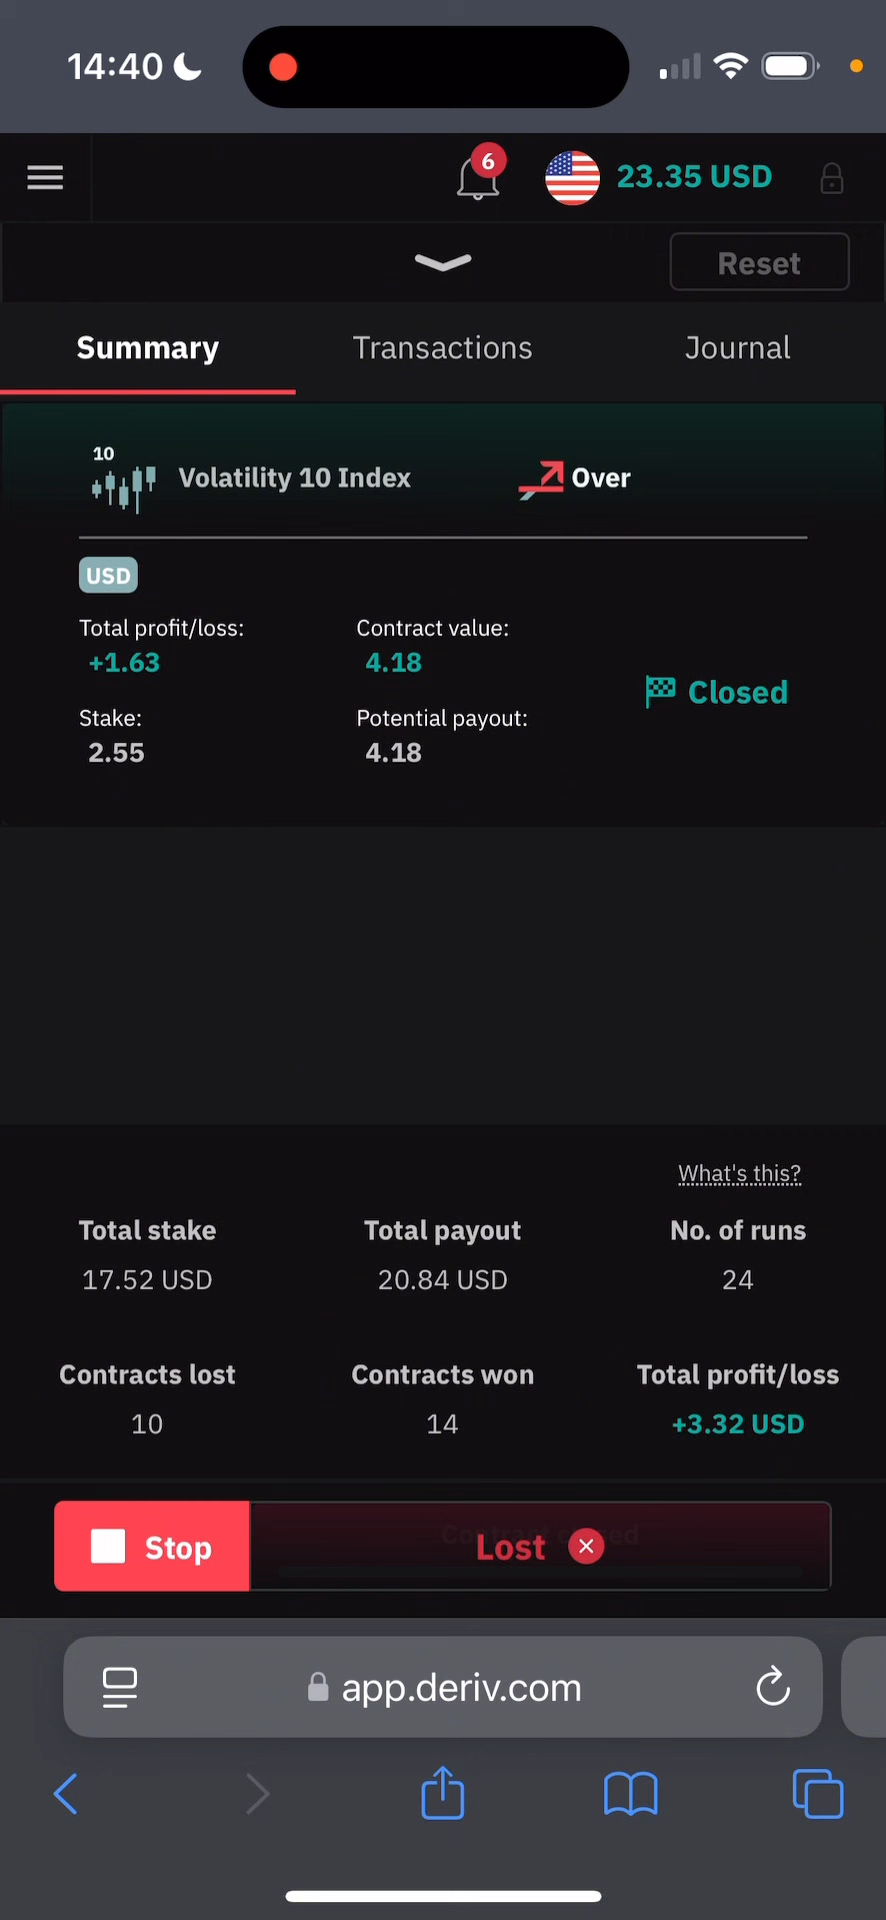 14:40
6
23.35 USD
Reset
Summary Transactions Journal
10
Volatility 10 Index
Over
USD
Total profit/loss: Contract value:
+1.63 4.18
Closed
Stake: Potential payout:
2.55 4.18
What's this?
Total stake Total payout No. of runs
17.52 USD 20.84 USD 24
Contracts lost Contracts won Total profit/loss
10 14 +3.32 USD
Stop Lost
Contract closed
app.deriv.com